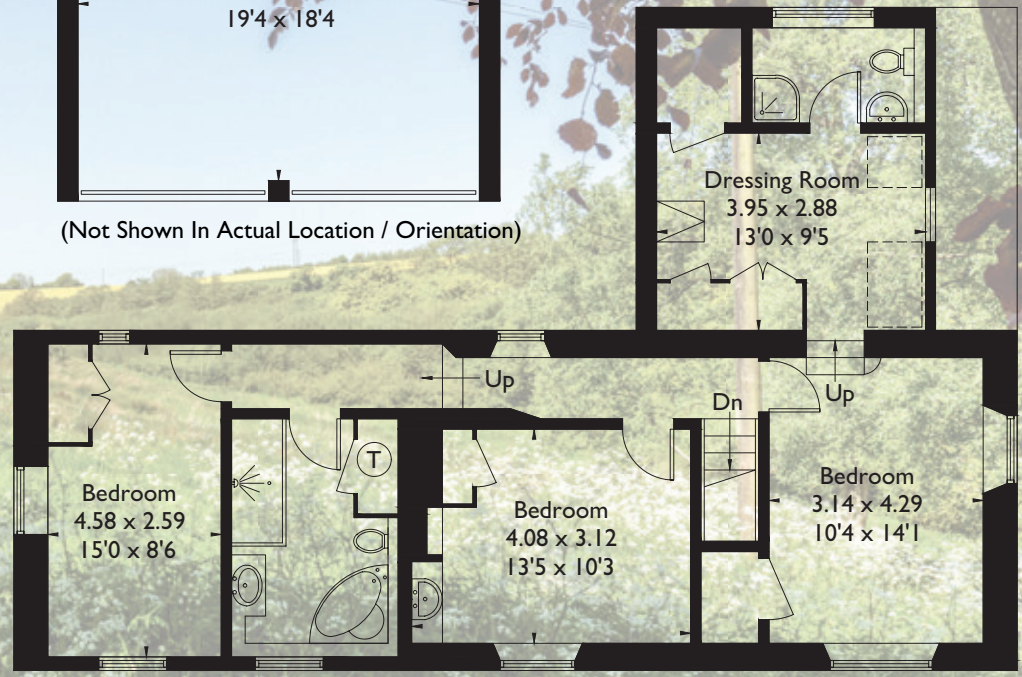 19'4 x 18'4
(Not Shown In Actual Location / Orientation)
Dressing Room
3.95 x 2.88
13'0 x 9'5
Up
Dn
Up
Bedroom
4.58 x 2.59
15'0 x 8'6
T
Bedroom
4.08 x 3.12
13'5 x 10'3
Bedroom
3.14 x 4.29
10'4 x 14'1